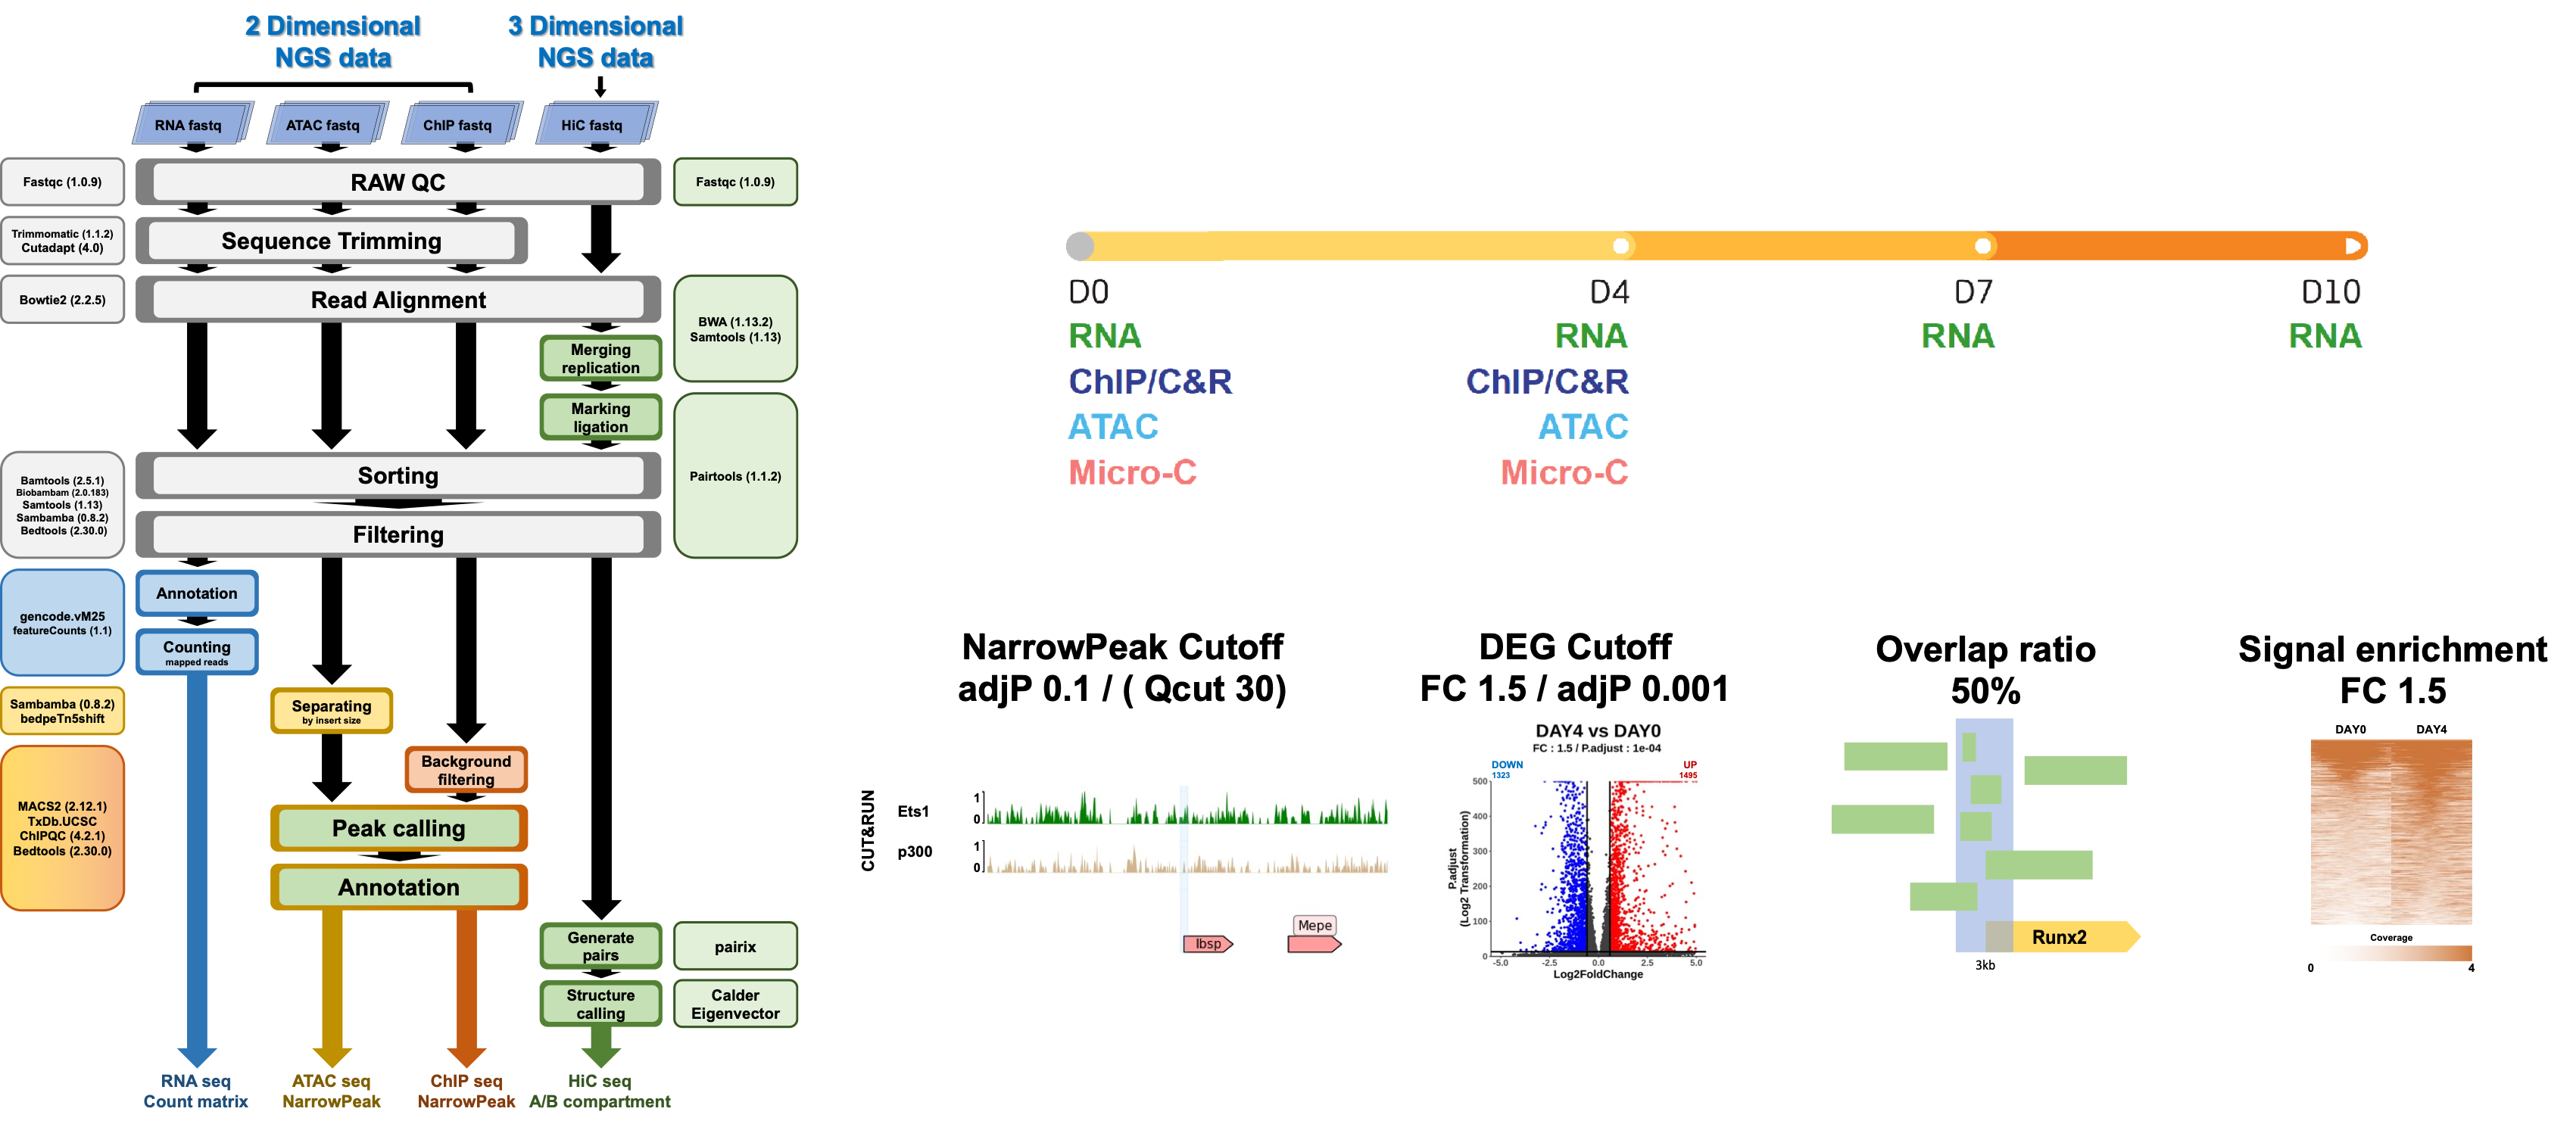 2 Dimensional
NGS data
3 Dimensional
NGS data
RNA fastq
ATAC fastq
ChIP fastq
HiC fastq
Fastqc (1.0.9)
RAW QC
Fastqc (1.0.9)
Trimmomatic (1.1.2)
Cutadapt (4.0)
Sequence Trimming
Bowtie2 (2.2.5)
Read Alignment
BWA (1.13.2)
Samtools (1.13)
Merging
replication
Marking
ligation
Bamtools (2.5.1)
Biobambam (2.0.183)
Samtools (1.13)
Sambamba (0.8.2)
Bedtools (2.30.0)
Sorting
Filtering
Pairtools (1.1.2)
gencode.vM25
featureCounts (1.1)
Annotation
Counting
mapped reads
Sambamba (0.8.2)
bedpeTn5shift
Separating
by insert size
Background
filtering
MACS2 (2.12.1)
TxDb.UCSC
ChIPQC (4.2.1)
Bedtools (2.30.0)
Peak calling
Annotation
Generate
pairs
pairix
Structure
calling
Calder
Eigenvector
RNA seq
Count matrix
ATAC seq
NarrowPeak
ChIP seq
NarrowPeak
HiC seq
A/B compartment
D0
D4
D7
D10
RNA
RNA
RNA
RNA
ChIP/C&R
ChIP/C&R
ATAC
ATAC
Micro-C
Micro-C
NarrowPeak Cutoff
adjP 0.1 / ( Qcut 30)
CUT&RUN
Ets1
1
0
p300
1
0
Ibsp
Mepe
DEG Cutoff
FC 1.5 / adjP 0.001
DAY4 vs DAY0
FC : 1.5 / P.adjust : 1e-04
DOWN
1323
UP
1495
P.adjust
(Log2 Transformation)
500
400
300
200
100
0
-5.0
-2.5
0.0
2.5
5.0
Log2FoldChange
Overlap ratio
50%
Runx2
3kb
Signal enrichment
FC 1.5
DAY0
DAY4
Coverage
0
4